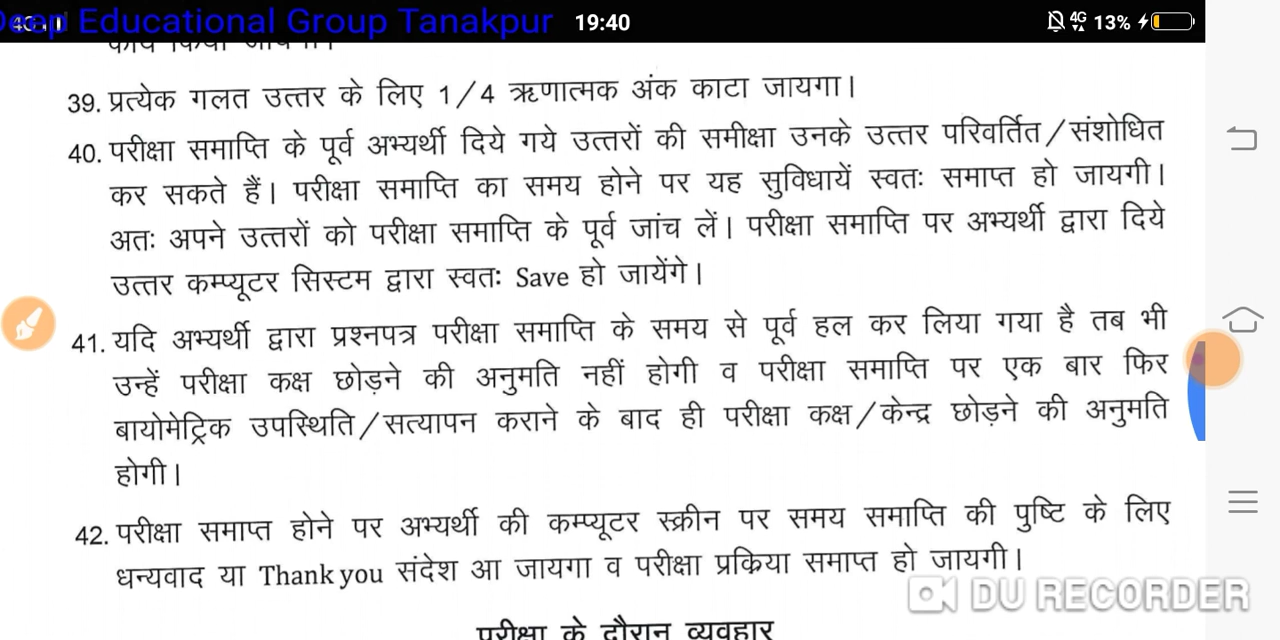 Deep Educational Group Tanakpur 19:40 4G 13%
39. प्रत्येक गलत उत्तर के लिए 1/4 ऋणात्मक अंक काटा जायगा।
40. परीक्षा समाप्ति के पूर्व अभ्यर्थी दिये गये उत्तरों की समीक्षा उनके उत्तर परिवर्तित/संशोधित
कर सकते हैं। परीक्षा समाप्ति का समय होने पर यह सुविधायें स्वतः समाप्त हो जायगी।
अतः अपने उत्तरों को परीक्षा समाप्ति के पूर्व जांच लें। परीक्षा समाप्ति पर अभ्यर्थी द्वारा दिये
उत्तर कम्प्यूटर सिस्टम द्वारा स्वतः Save हो जायेंगे।
41. यदि अभ्यर्थी द्वारा प्रश्नपत्र परीक्षा समाप्ति के समय से पूर्व हल कर लिया गया है तब भी
उन्हें परीक्षा कक्ष छोड़ने की अनुमति नहीं होगी व परीक्षा समाप्ति पर एक बार फिर
बायोमेट्रिक उपस्थिति/सत्यापन कराने के बाद ही परीक्षा कक्ष/केन्द्र छोड़ने की अनुमति
होगी।
42. परीक्षा समाप्त होने पर अभ्यर्थी की कम्प्यूटर स्क्रीन पर समय समाप्ति की पुष्टि के लिए
धन्यवाद या Thank you संदेश आ जायगा व परीक्षा प्रक्रिया समाप्त हो जायगी।
DU RECORDER
परीक्षा के दौरान व्यवहार